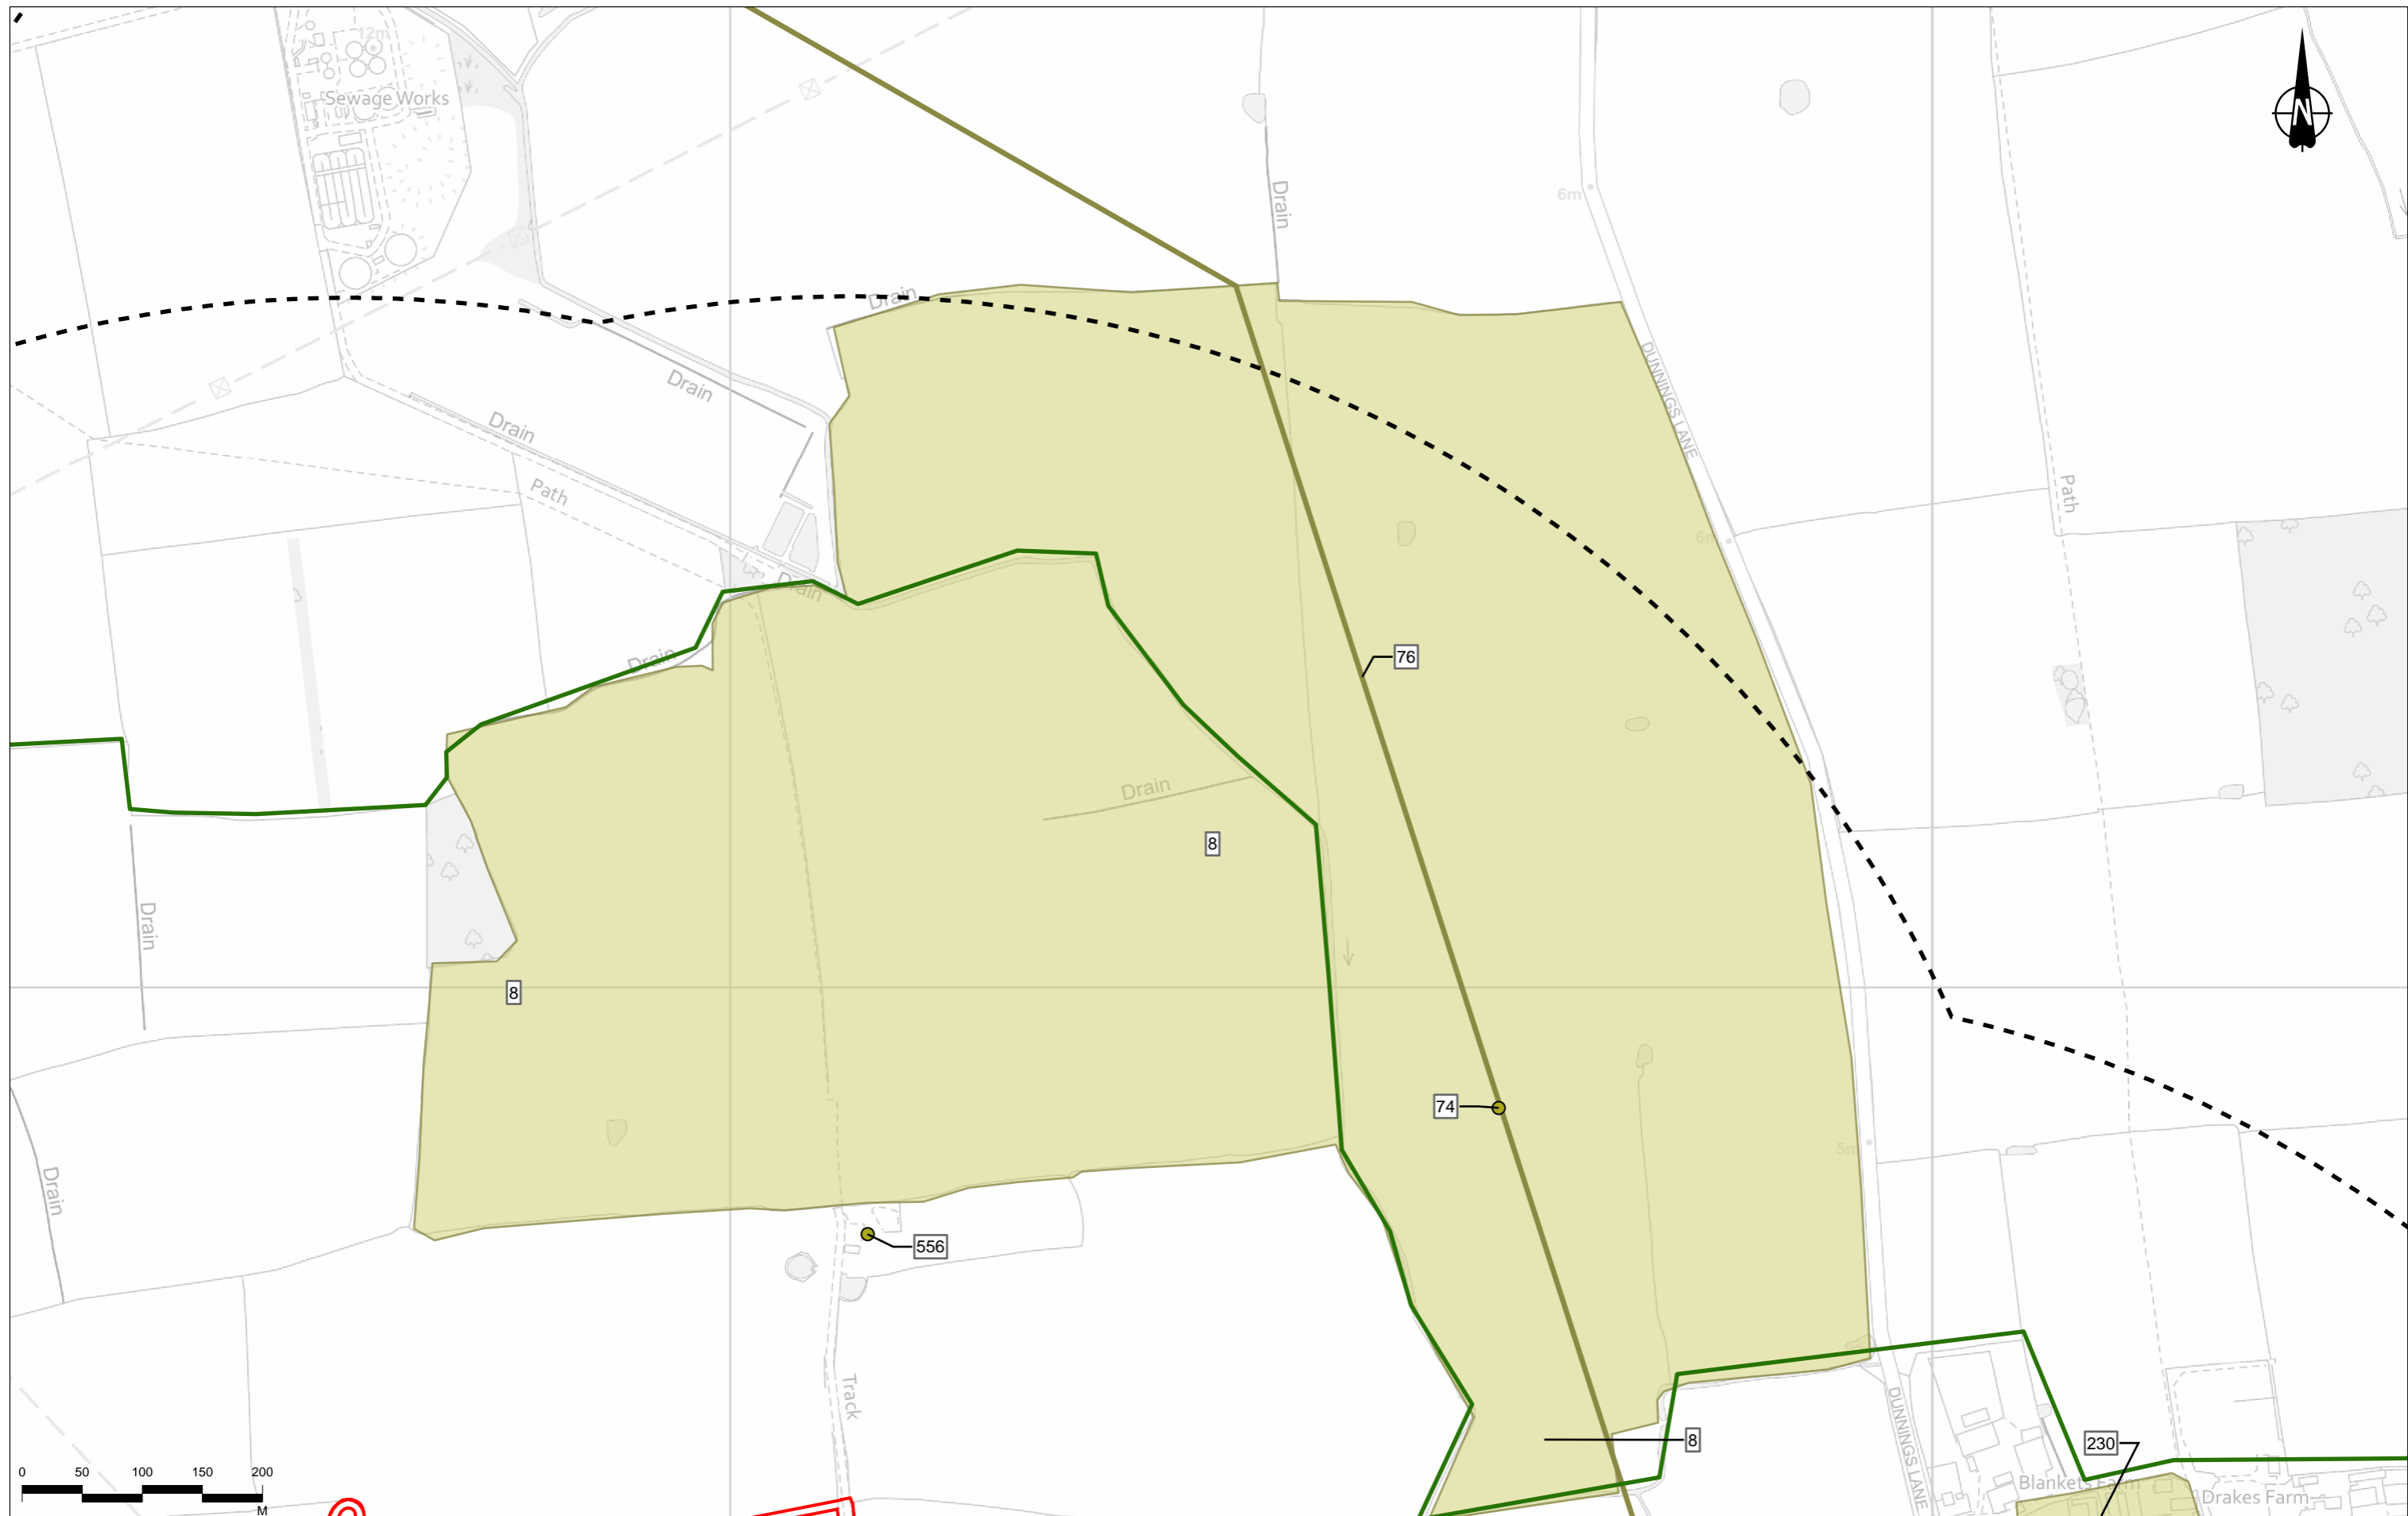 12m
Sewage Works
N
Drain
6m
Drain
DUNNINGS LANE
Drain
Drain
Path
Path
6m
Drain
Drain
76
Drain
8
Drain
8
74
5m
Drain
556
Track
DUNNINGS LANE
8
230
Blankets Farm
Drakes Farm
0 50 100 150 200
M